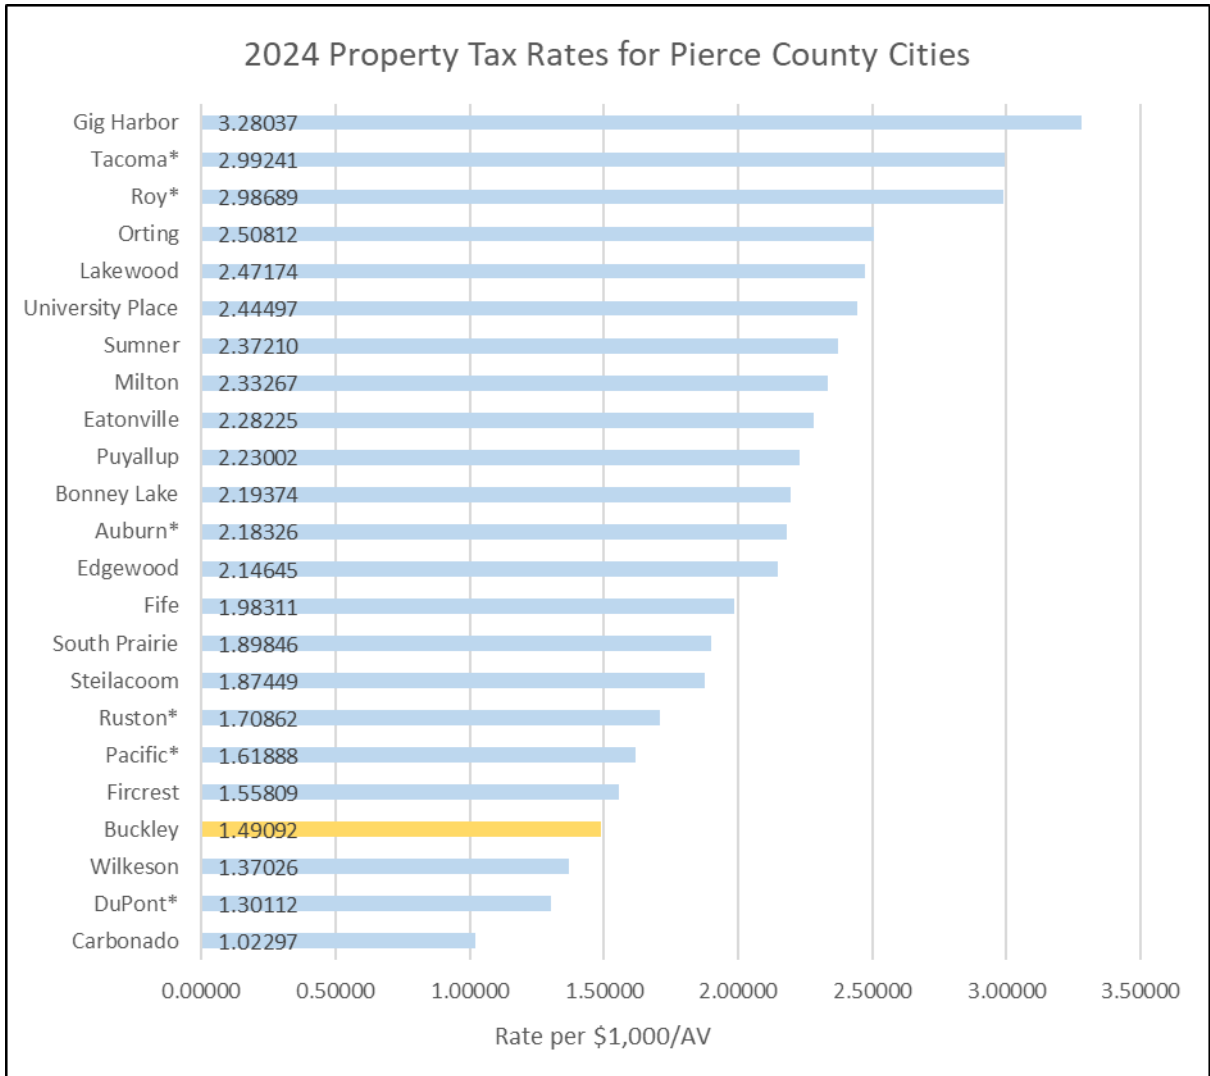 2024 Property Tax Rates for Pierce County Cities
Gig Harbor 3.28037
Tacoma* 2.99241
Roy* 2.98689
Orting 2.50812
Lakewood 2.47174
University Place 2.44497
Sumner 2.37210
Milton 2.33267
Eatonville 2.28225
Puyallup 2.23002
Bonney Lake 2.19374
Auburn* 2.18326
Edgewood 2.14645
Fife 1.98311
South Prairie 1.89846
Steilacoom 1.87449
Ruston* 1.70862
Pacific* 1.61888
Fircrest 1.55809
Buckley 1.49092
Wilkeson 1.37026
DuPont* 1.30112
Carbonado 1.02297
0.00000 0.50000 1.00000 1.50000 2.00000 2.50000 3.00000 3.50000
Rate per $1,000/AV